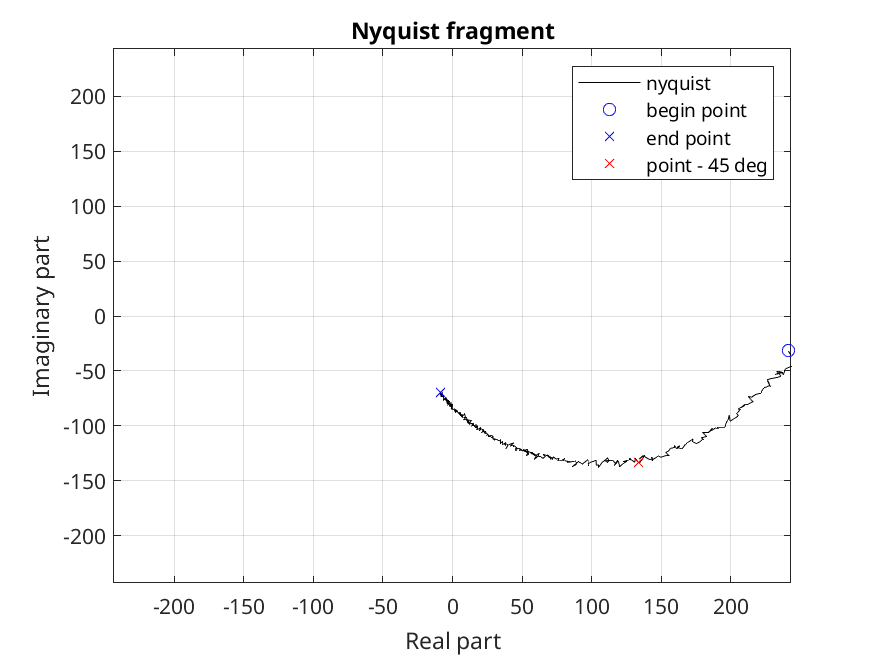 Nyquist fragment
nyquist
begin point
end point
point - 45 deg
200
150
100
50
0
-50
-100
-150
-200
Imaginary part
-200 -150 -100 -50 0 50 100 150 200
Real part